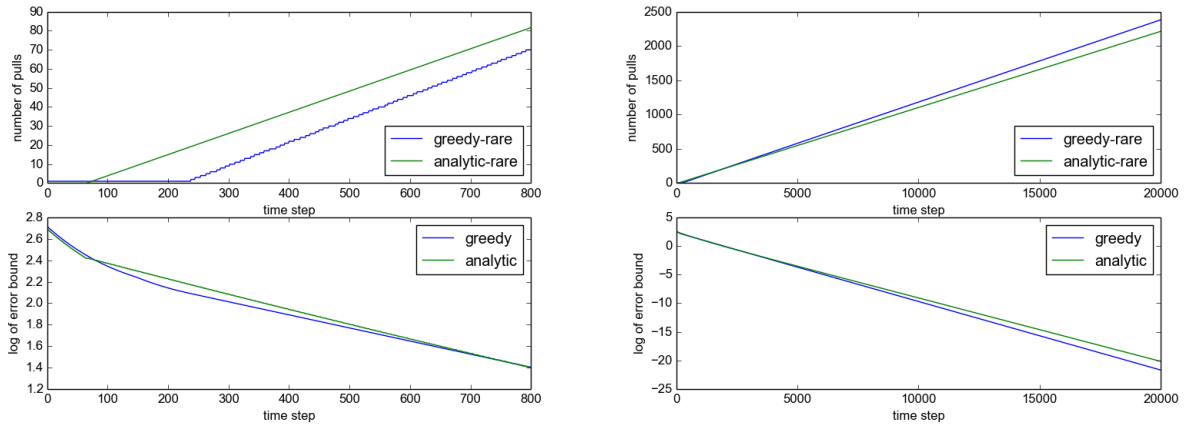 90
80
70
60
50
40
30
20
10
0
number of pulls
greedy-rare
analytic-rare
0 100 200 300 400 500 600 700 800
time step
2.8
2.6
2.4
2.2
2.0
1.8
1.6
1.4
1.2
log of error bound
greedy
analytic
0 100 200 300 400 500 600 700 800
time step
2500
2000
1500
1000
500
0
number of pulls
greedy-rare
analytic-rare
0 5000 10000 15000 20000
time step
5
0
−5
−10
−15
−20
−25
log of error bound
greedy
analytic
0 5000 10000 15000 20000
time step